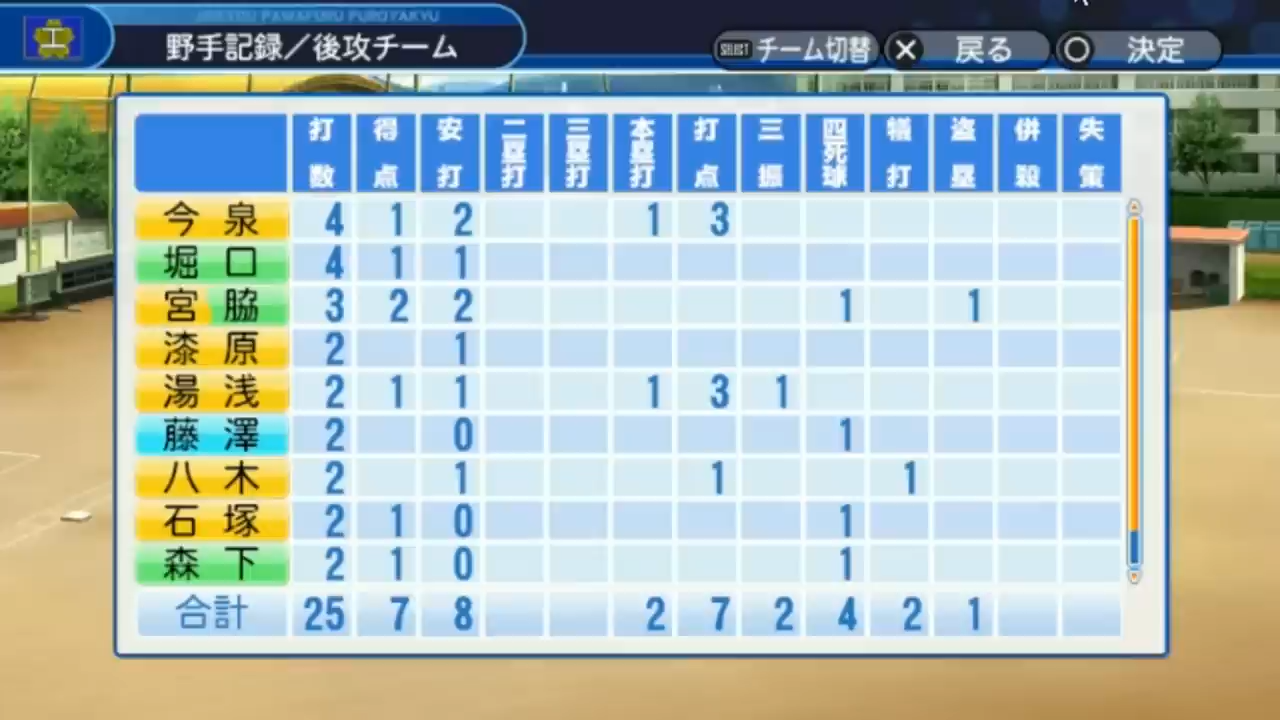 JIKKYOU PAWAFURU PUROYAKYU
工 野手記録／後攻チーム SELECT チーム切替 × 戻る ○ 決定
打数 得点 安打 二塁打 三塁打 本塁打 打点 三振 四死球 犠打 盗塁 併殺 失策
今泉 4 1 2 1 3
堀口 4 1 1
宮脇 3 2 2 1 1
漆原 2 1
湯浅 2 1 1 1 3 1
藤澤 2 0 1
八木 2 1 1 1
石塚 2 1 0 1
森下 2 1 0 1
合計 25 7 8 2 7 2 4 2 1